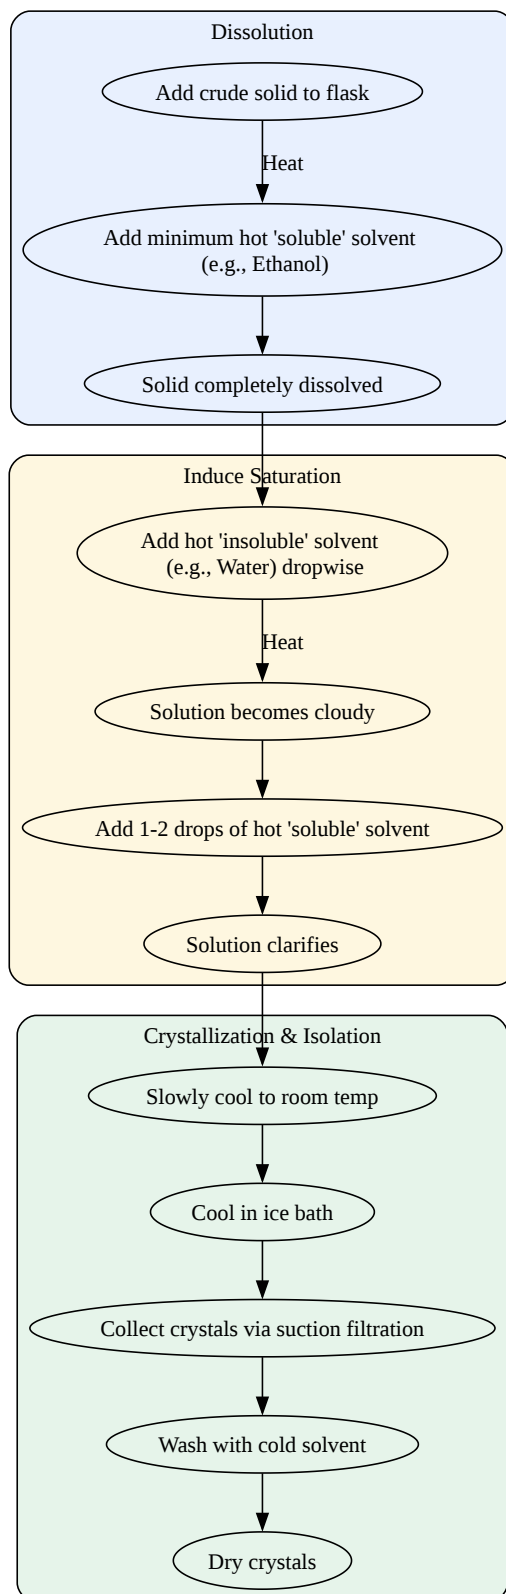 Dissolution
Add crude solid to flask
Heat
Add minimum hot 'soluble' solvent
(e.g., Ethanol)
Solid completely dissolved
Induce Saturation
Add hot 'insoluble' solvent
(e.g., Water) dropwise
Heat
Solution becomes cloudy
Add 1-2 drops of hot 'soluble' solvent
Solution clarifies
Crystallization & Isolation
Slowly cool to room temp
Cool in ice bath
Collect crystals via suction filtration
Wash with cold solvent
Dry crystals